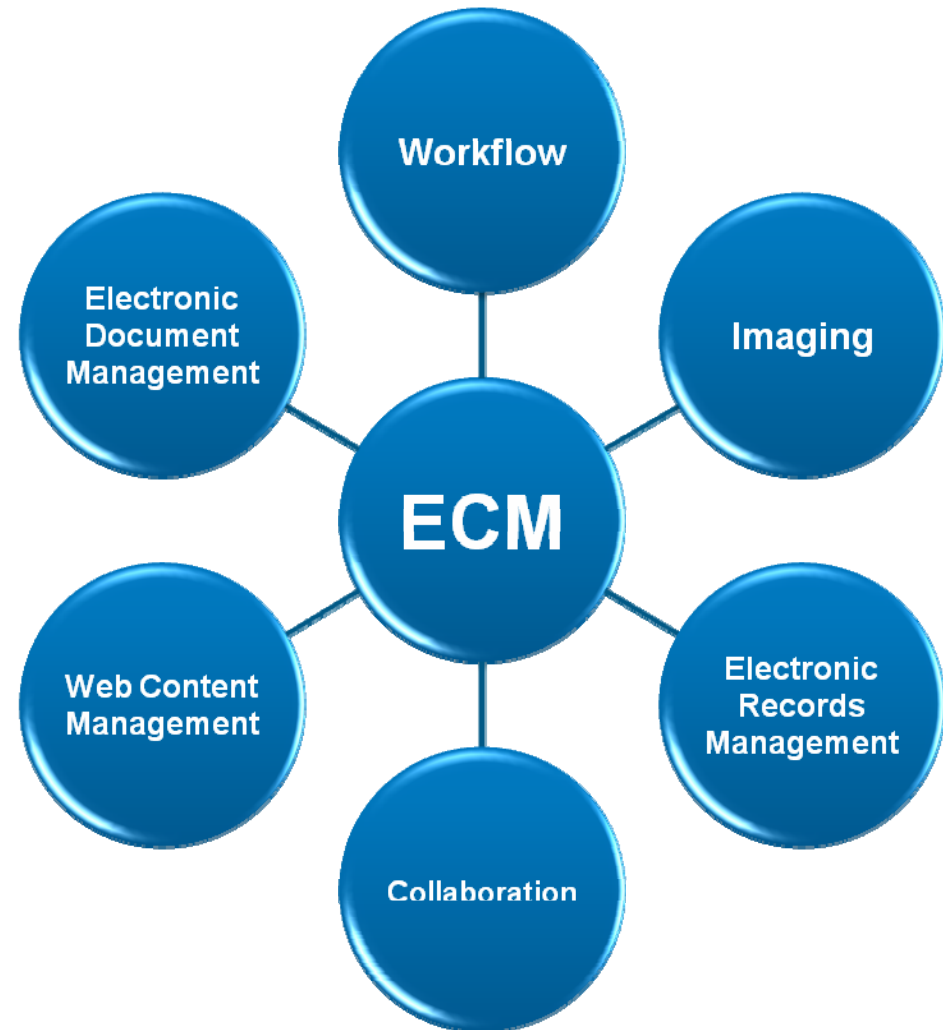 Workflow
Electronic
Document
Management
Imaging
ECM
Web Content
Management
Electronic
Records
Management
Collaboration